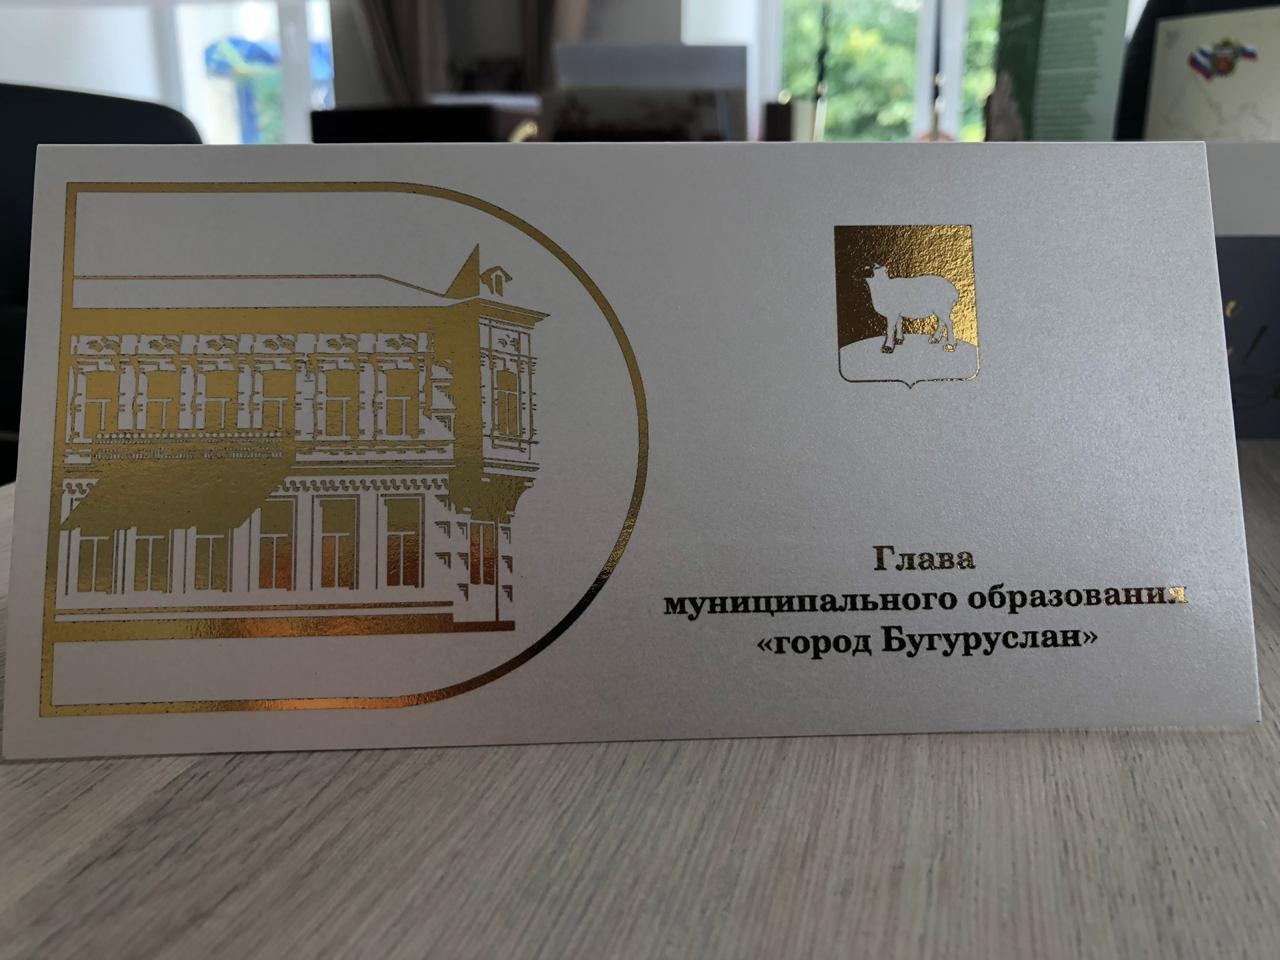 Глава
муниципального образования
«город Бугуруслан»